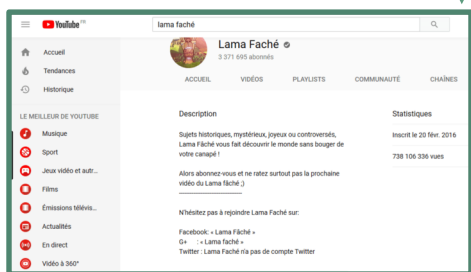 YouTube FR
lama faché
Accueil
Tendances
Historique
LE MEILLEUR DE YOUTUBE
Musique
Sport
Jeux vidéo et autr...
Films
Émissions télévis...
Actualités
En direct
Vidéo à 360°
Lama Faché
3 371 695 abonnés
ACCUEIL VIDÉOS PLAYLISTS COMMUNAUTÉ CHAÎNES
Description
Sujets historiques, mystérieux, joyeux ou controversés,
Lama Fâché vous fait découvrir le monde sans bouger de
votre canapé !
Alors abonnez-vous et ne ratez surtout pas la prochaine
vidéo du Lama fâché ;)
N'hésitez pas à rejoindre Lama Faché sur:
Facebook: « Lama Fâché »
G+ : « Lama faché »
Twitter : Lama Fâché n'a pas de compte Twitter
Statistiques
Inscrit le 20 févr. 2016
738 106 336 vues